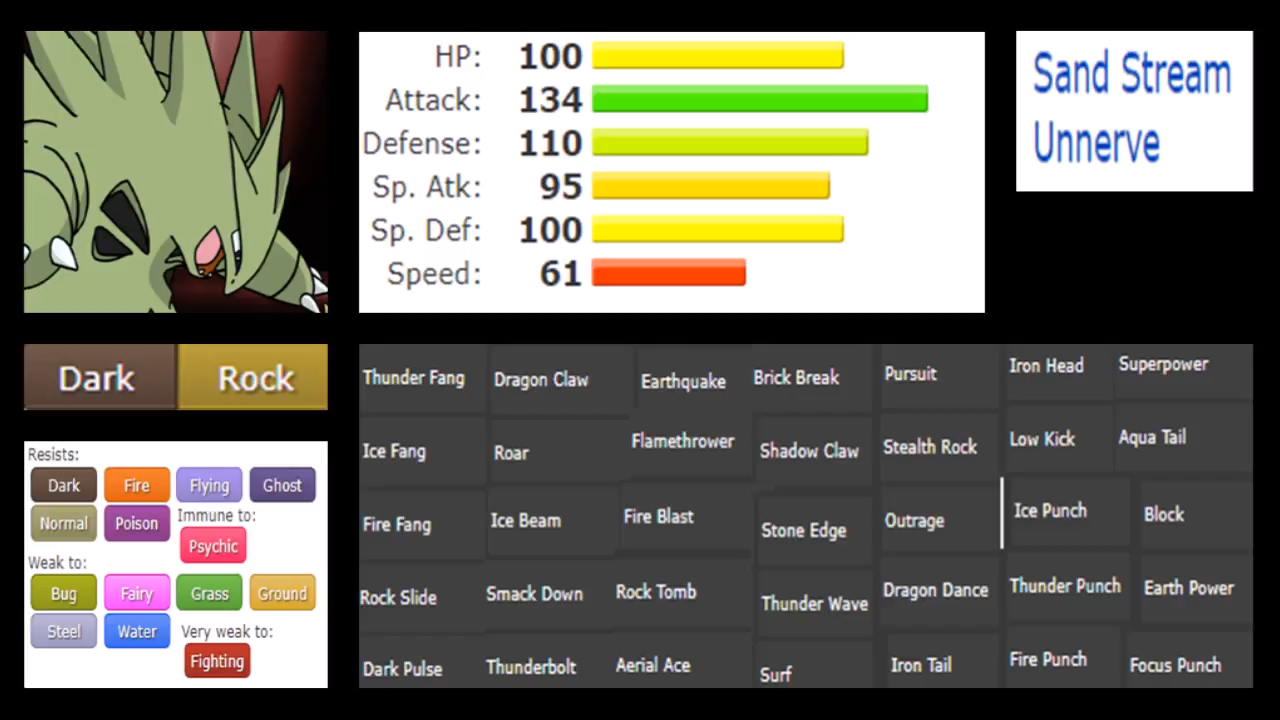 HP: 100
Attack: 134
Defense: 110
Sp. Atk: 95
Sp. Def: 100
Speed: 61
Sand Stream
Unnerve
Dark Rock
Resists:
Dark Fire Flying Ghost
Normal Poison Immune to:
Psychic
Weak to:
Bug Fairy Grass Ground
Steel Water Very weak to:
Fighting
Thunder Fang Dragon Claw Earthquake Brick Break Pursuit Iron Head Superpower
Ice Fang Roar Flamethrower Shadow Claw Stealth Rock Low Kick Aqua Tail
Fire Fang Ice Beam Fire Blast Stone Edge Outrage Ice Punch Block
Rock Slide Smack Down Rock Tomb Thunder Wave Dragon Dance Thunder Punch Earth Power
Dark Pulse Thunderbolt Aerial Ace Surf Iron Tail Fire Punch Focus Punch